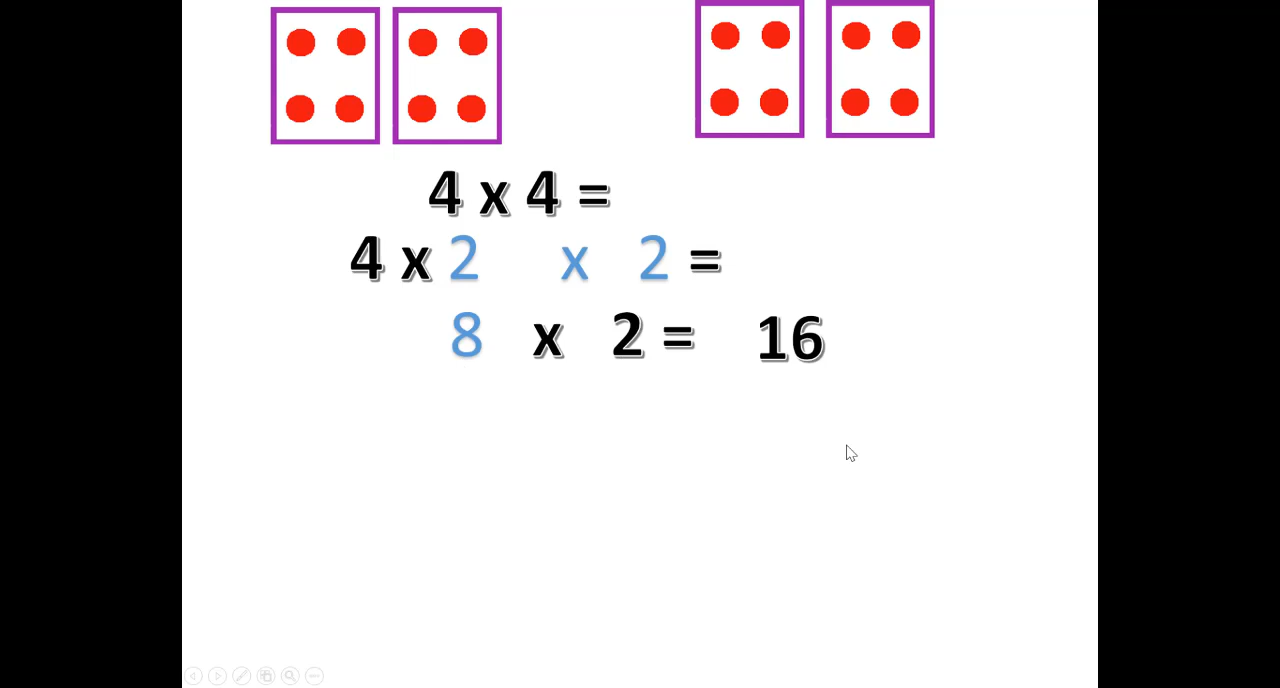 4 x 4 =
4 x 2 x 2 =
8 x 2 = 16